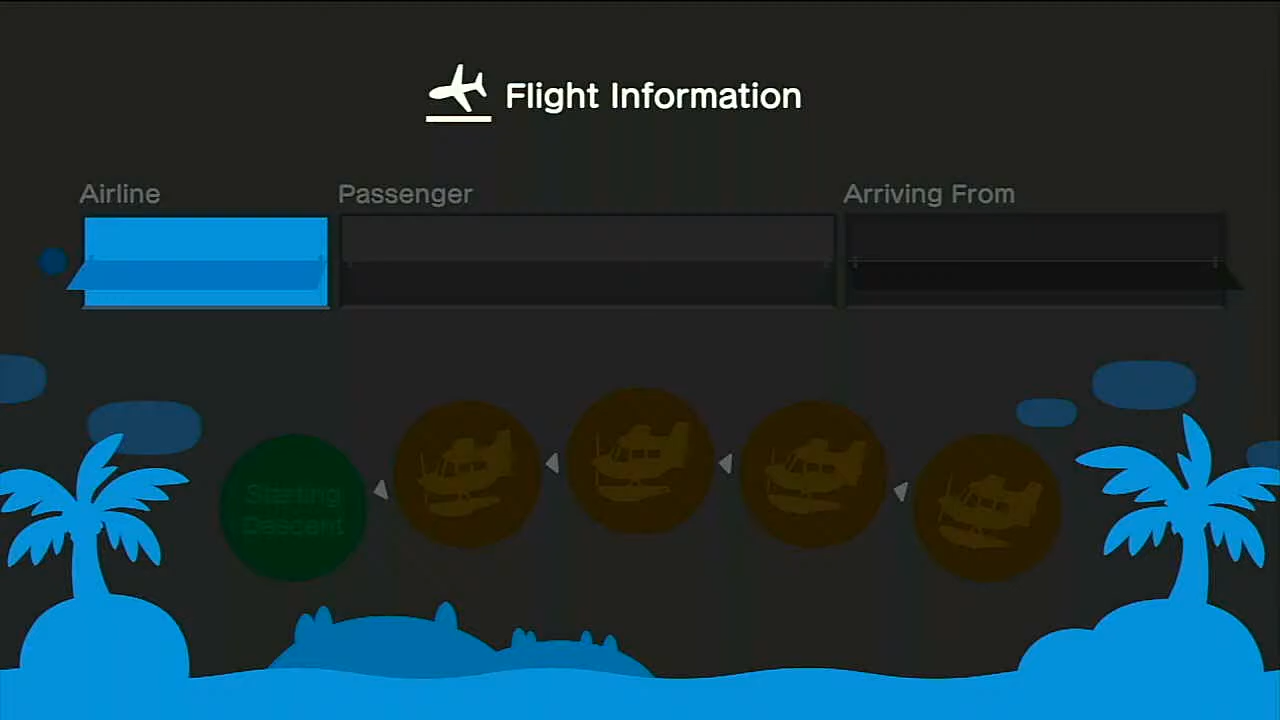 Flight Information
Airline
Passenger
Arriving From
Starting
Descent